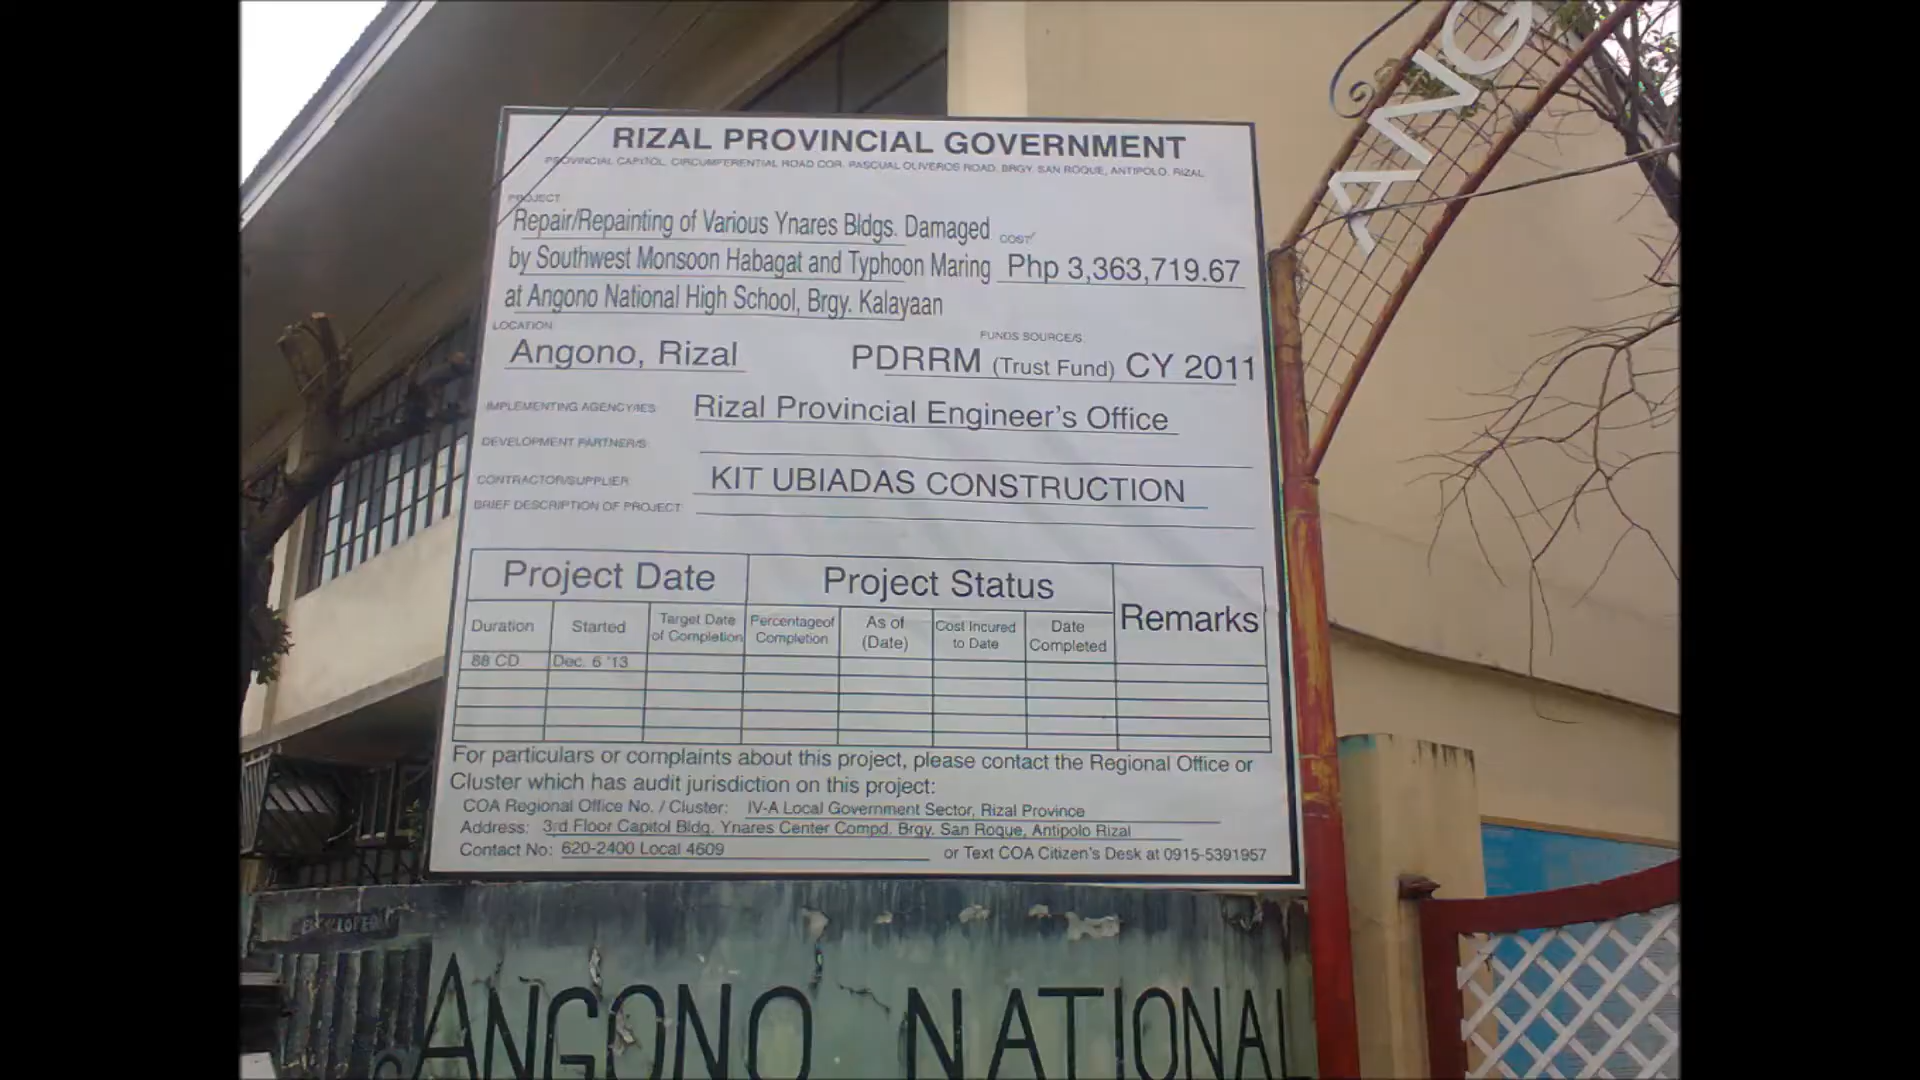 RIZAL PROVINCIAL GOVERNMENT
PROVINCIAL CAPITOL, CIRCUMFERENTIAL ROAD COR. PASCUAL OLIVEROS ROAD, BRGY. SAN ROQUE, ANTIPOLO, RIZAL
PROJECT
Repair/Repainting of Various Ynares Bldgs. Damaged
by Southwest Monsoon Habagat and Typhoon Maring
at Angono National High School, Brgy. Kalayaan
COST
Php 3,363,719.67
LOCATION
Angono, Rizal
FUNDS SOURCE/S
PDRRM (Trust Fund) CY 2011
IMPLEMENTING AGENCY/IES: Rizal Provincial Engineer's Office
DEVELOPMENT PARTNER/S:
CONTRACTOR/SUPPLIER KIT UBIADAS CONSTRUCTION
BRIEF DESCRIPTION OF PROJECT:
Project Date Project Status Remarks
Duration Started Target Date of Completion Percentageof Completion As of (Date) Cost Incured to Date Date Completed
88 CD Dec. 6 '13
For particulars or complaints about this project, please contact the Regional Office or
Cluster which has audit jurisdiction on this project:
COA Regional Office No. / Cluster: IV-A Local Government Sector, Rizal Province
Address: 3rd Floor Capitol Bldg. Ynares Center Compd. Brgy. San Roque, Antipolo Rizal
Contact No: 620-2400 Local 4609 or Text COA Citizen's Desk at 0915-5391957
ANGONO NATIONAL
ANG